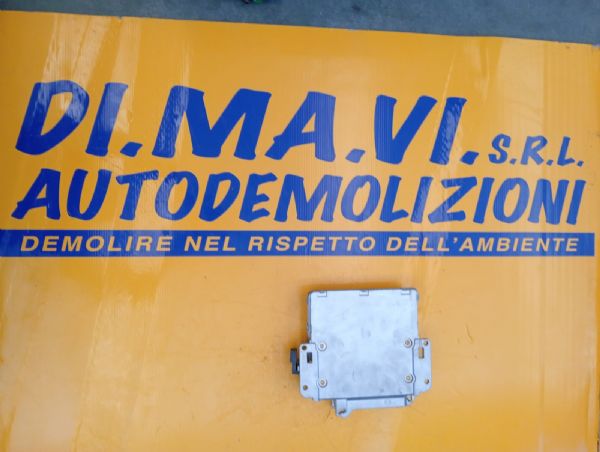 DI.MA.VI. S.R.L.
AUTODEMOLIZIONI
DEMOLIRE NEL RISPETTO DELL'AMBIENTE